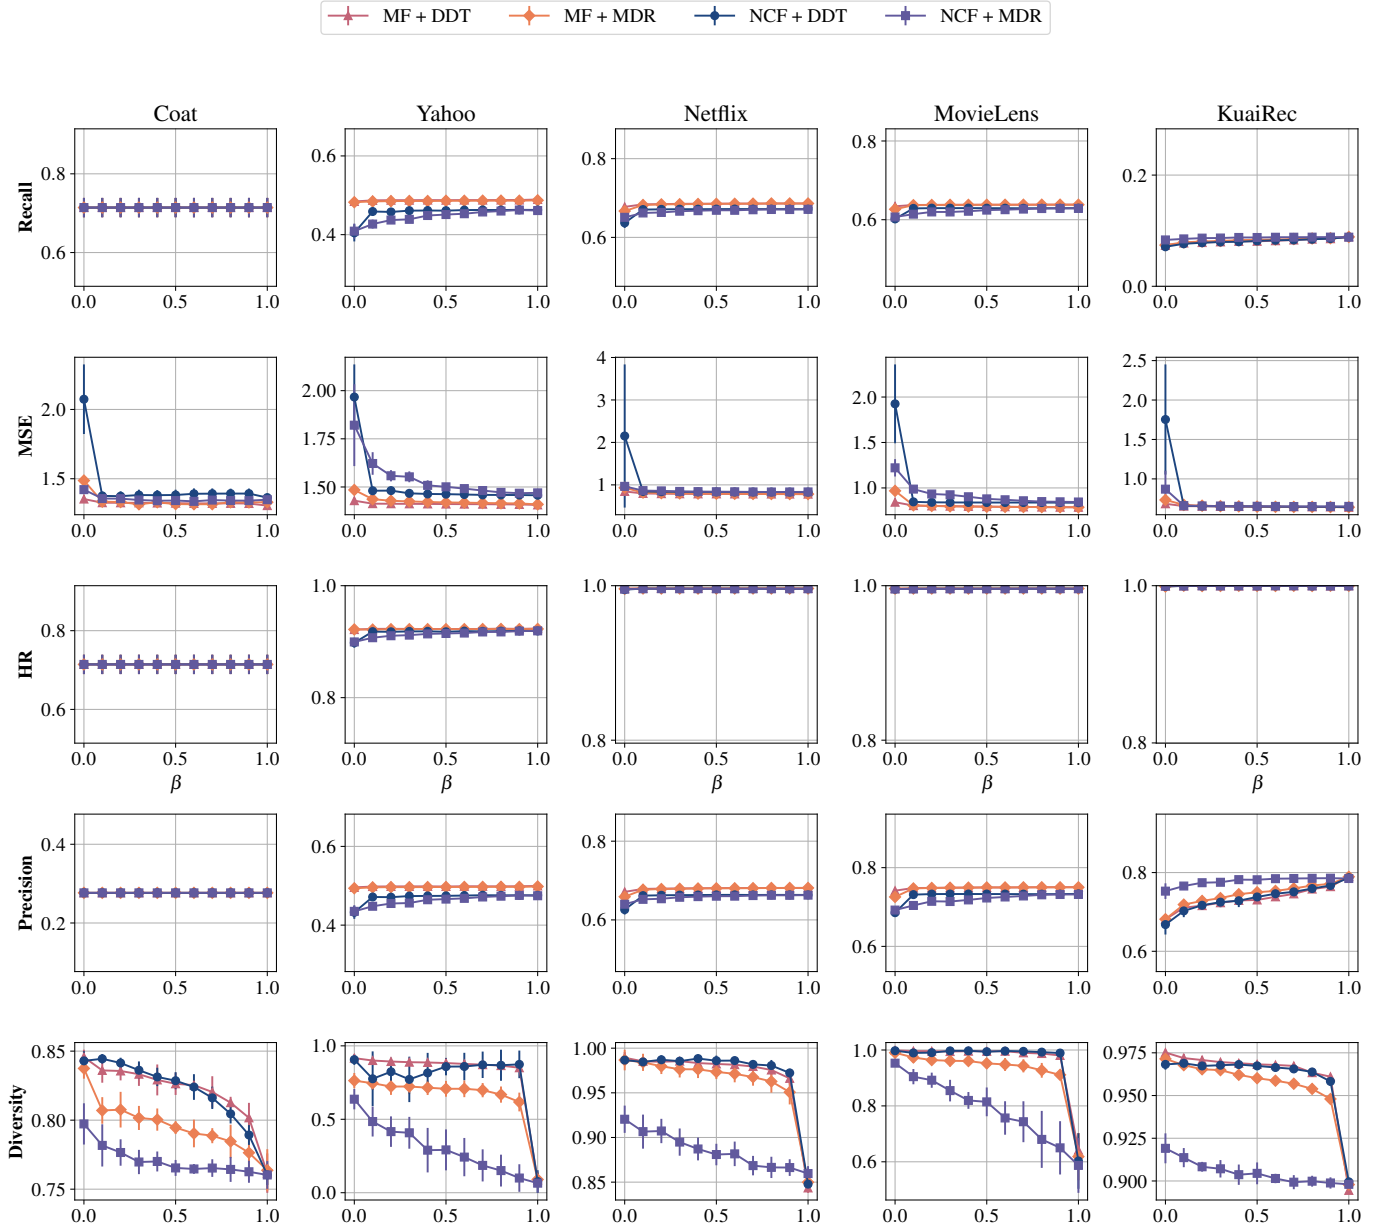 MF + DDT MF + MDR NCF + DDT NCF + MDR
Coat Yahoo Netflix MovieLens KuaiRec
Recall
0.8
0.6
0.0 0.5 1.0
0.6
0.4
0.0 0.5 1.0
0.8
0.6
0.0 0.5 1.0
0.8
0.6
0.0 0.5 1.0
0.2
0.0
0.0 0.5 1.0
MSE
2.0
1.5
0.0 0.5 1.0
2.00
1.75
1.50
0.0 0.5 1.0
4
3
2
1
0.0 0.5 1.0
2.0
1.5
1.0
0.0 0.5 1.0
2.5
2.0
1.5
1.0
0.0 0.5 1.0
HR
0.8
0.6
0.0 0.5 1.0
β
1.0
0.8
0.0 0.5 1.0
β
1.0
0.8
0.0 0.5 1.0
β
1.0
0.8
0.0 0.5 1.0
β
1.0
0.8
0.0 0.5 1.0
β
Precision
0.4
0.2
0.0 0.5 1.0
0.6
0.4
0.0 0.5 1.0
0.8
0.6
0.0 0.5 1.0
0.8
0.6
0.0 0.5 1.0
0.8
0.6
0.0 0.5 1.0
Diversity
0.85
0.80
0.75
0.0 0.5 1.0
1.0
0.5
0.0
0.0 0.5 1.0
1.00
0.95
0.90
0.85
0.0 0.5 1.0
1.0
0.8
0.6
0.0 0.5 1.0
0.975
0.950
0.925
0.900
0.0 0.5 1.0